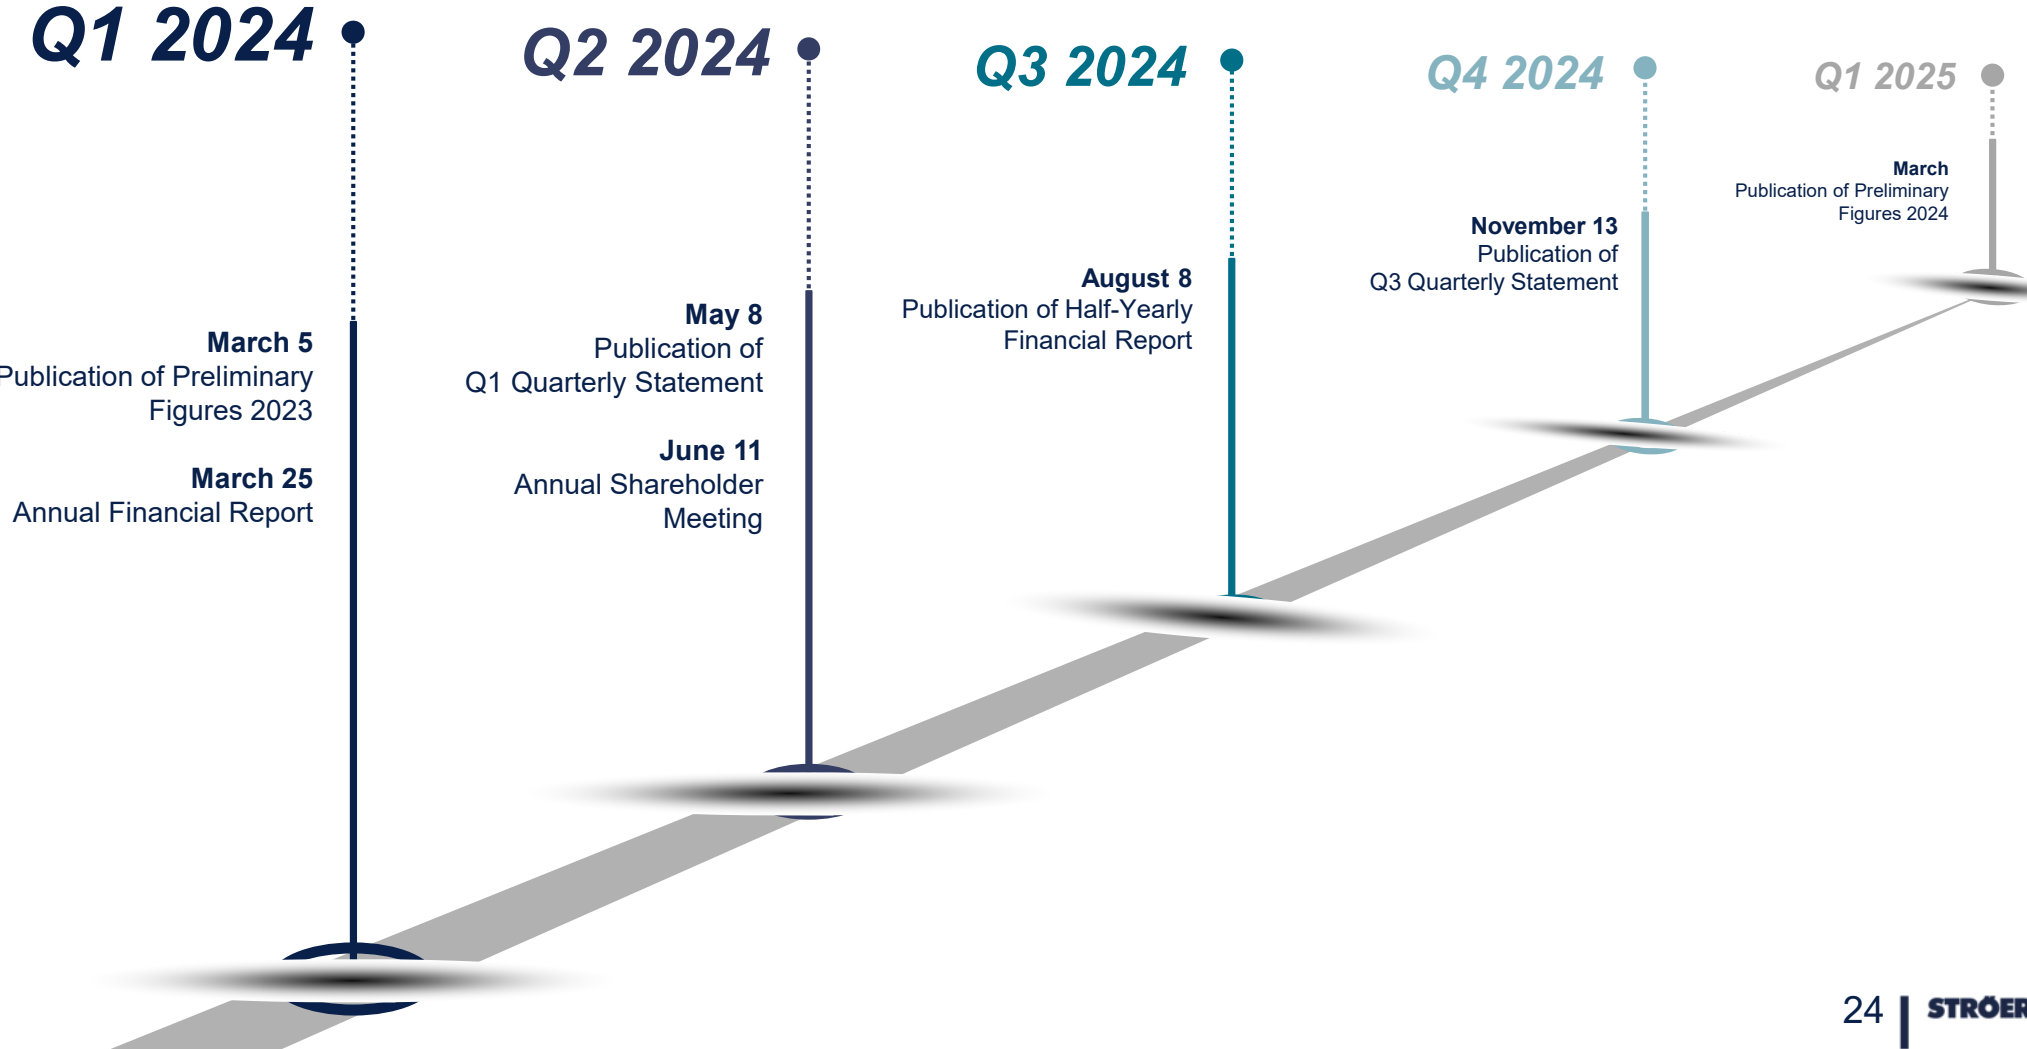 Q1 2024
March 5
Publication of Preliminary
Figures 2023
March 25
Annual Financial Report
Q2 2024
May 8
Publication of
Q1 Quarterly Statement
June 11
Annual Shareholder
Meeting
Q3 2024
August 8
Publication of Half-Yearly
Financial Report
Q4 2024
November 13
Publication of
Q3 Quarterly Statement
Q1 2025
March
Publication of Preliminary
Figures 2024
24
STRÖER